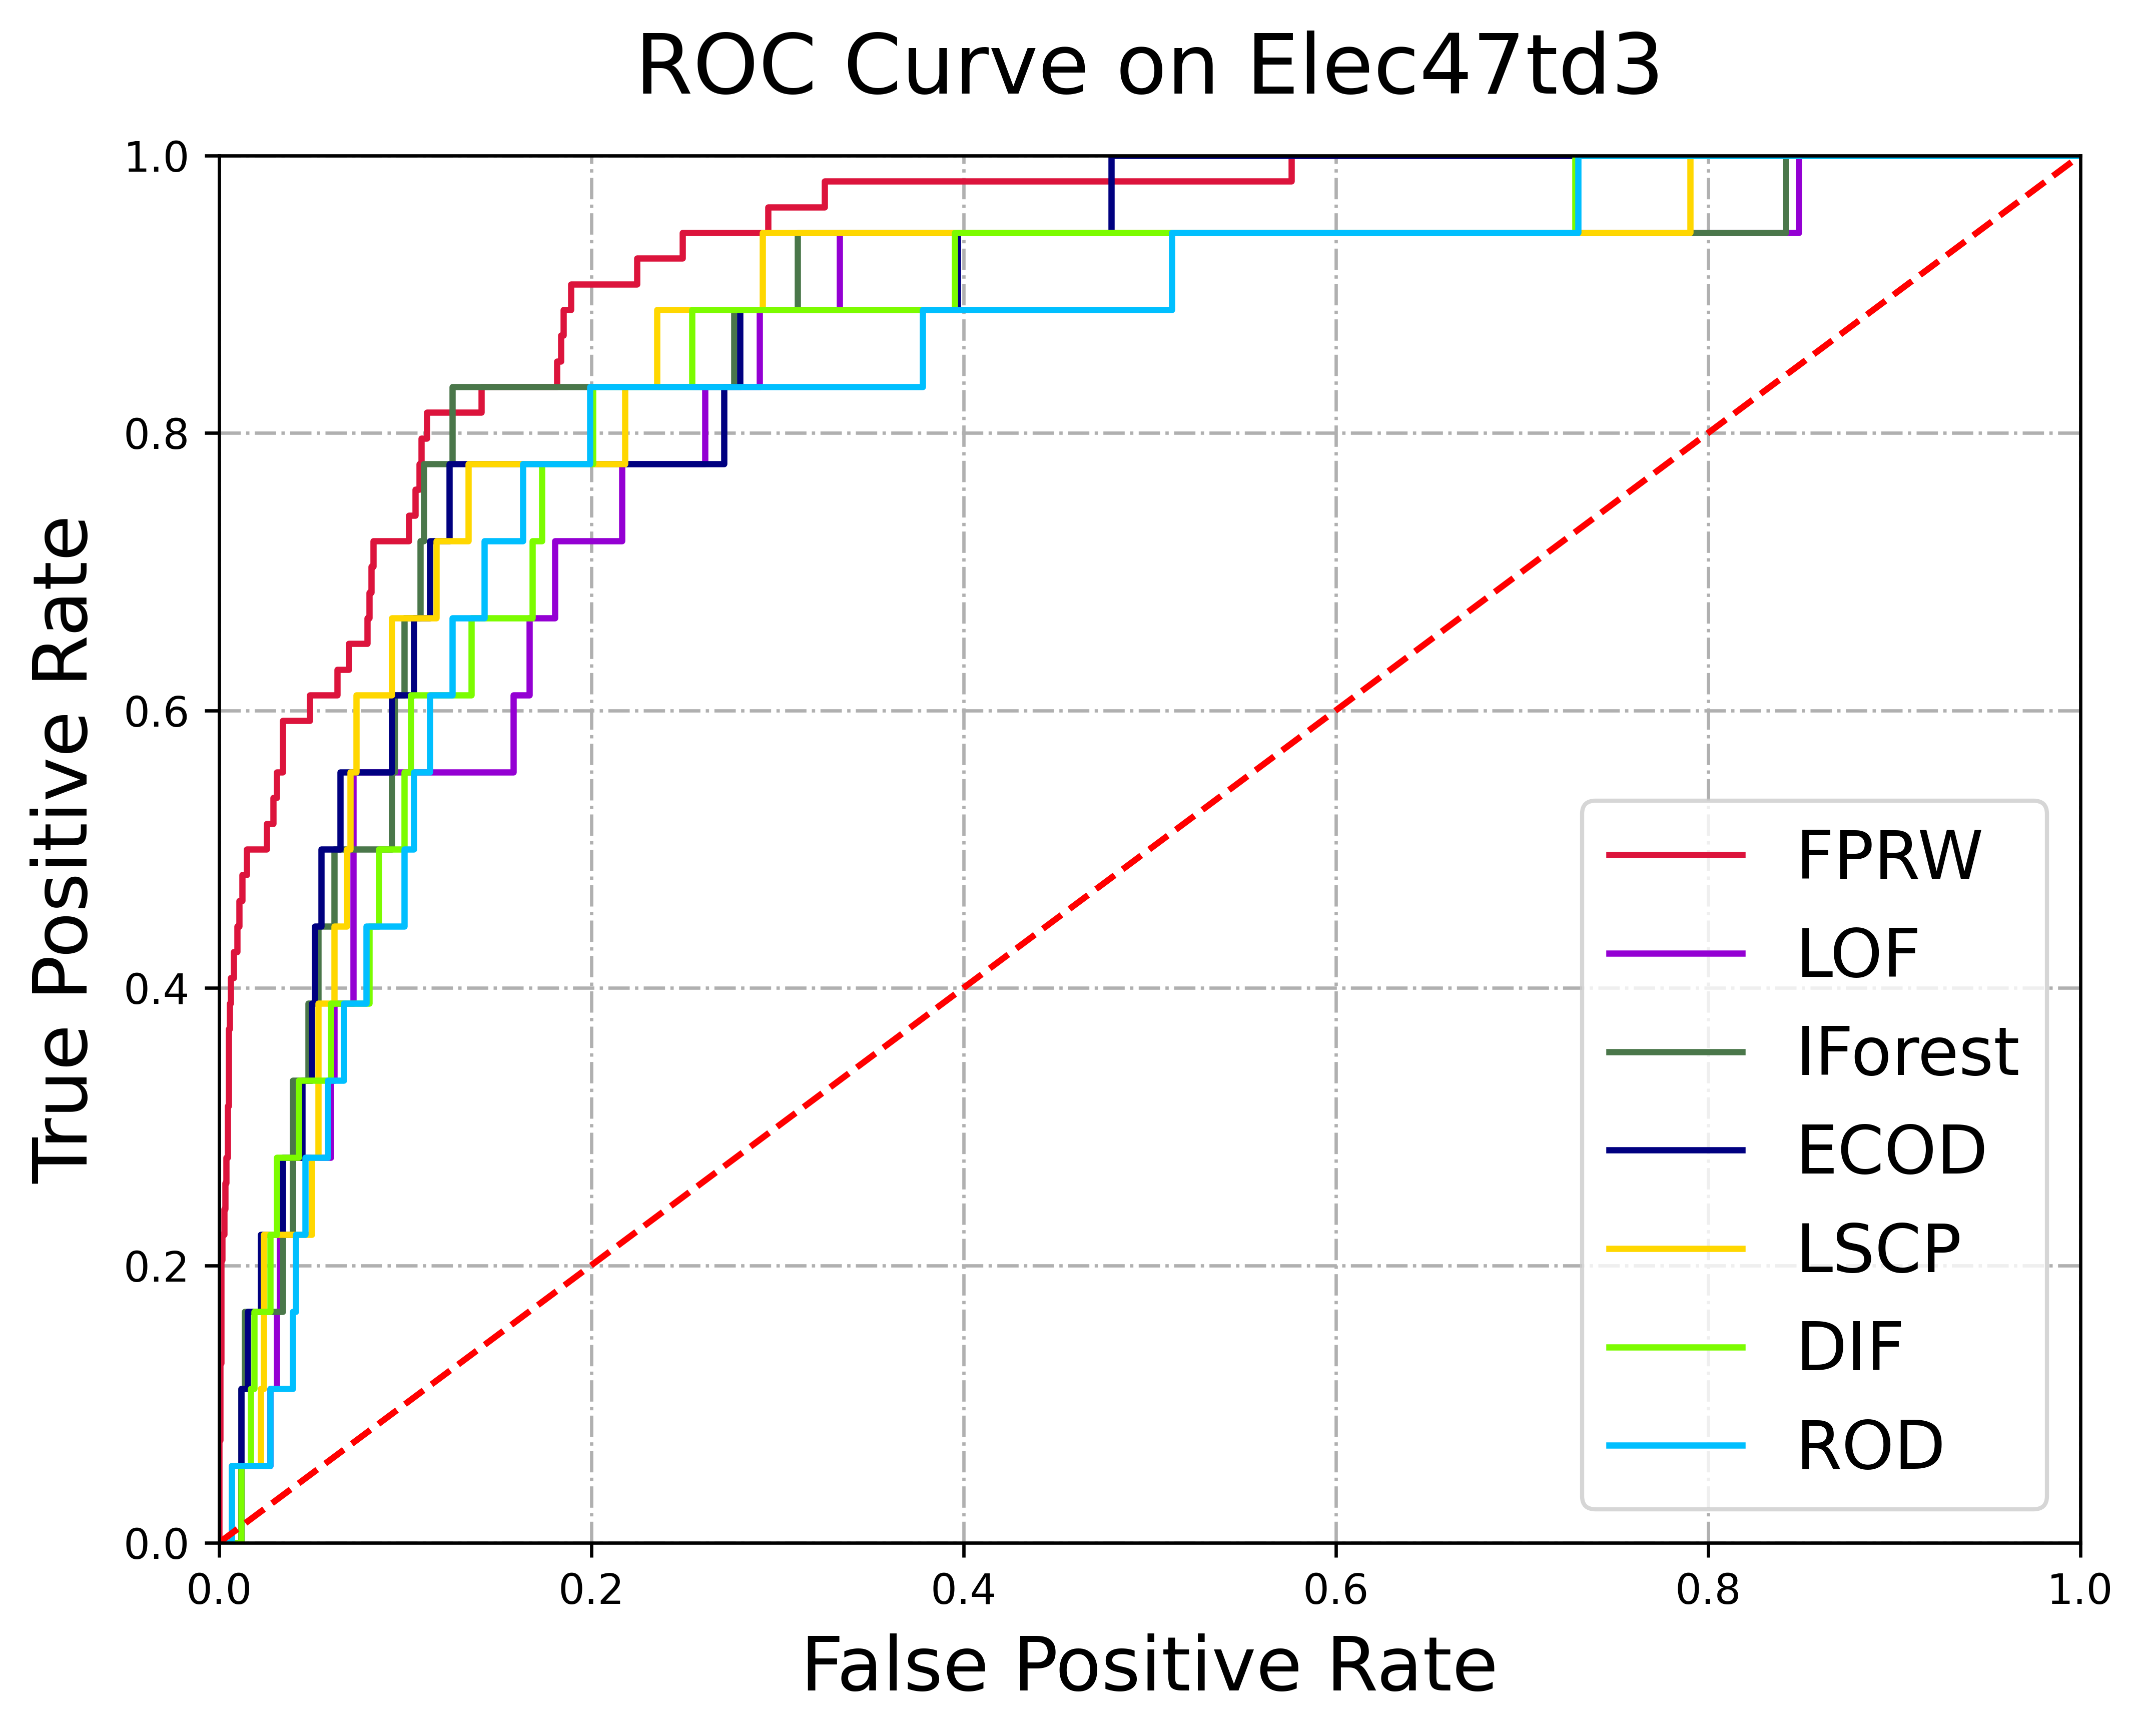 ROC Curve on Elec47td3
True Positive Rate
1.0
0.8
0.6
0.4
0.2
0.0
0.0 0.2 0.4 0.6 0.8 1.0
False Positive Rate
FPRW
LOF
IForest
ECOD
LSCP
DIF
ROD